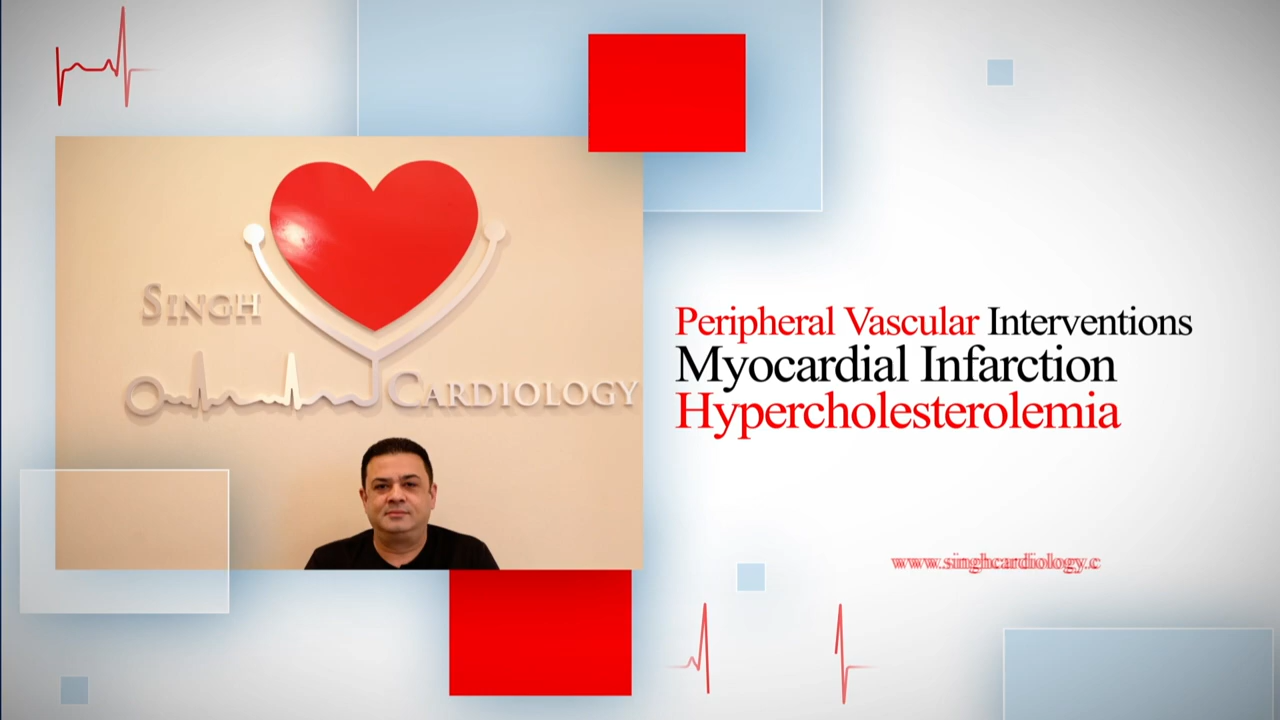 SINGH
CARDIOLOGY
Peripheral Vascular Interventions
Myocardial Infarction
Hypercholesterolemia
www.singhcardiology.c